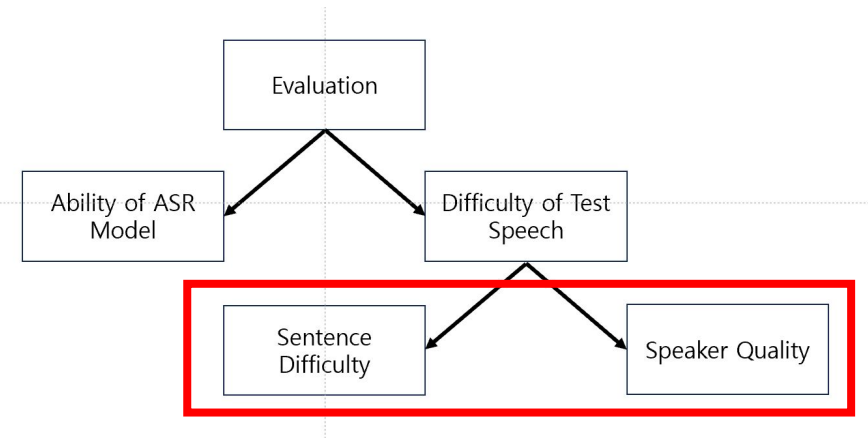 Evaluation
Ability of ASR
Model
Difficulty of Test
Speech
Sentence
Difficulty
Speaker Quality